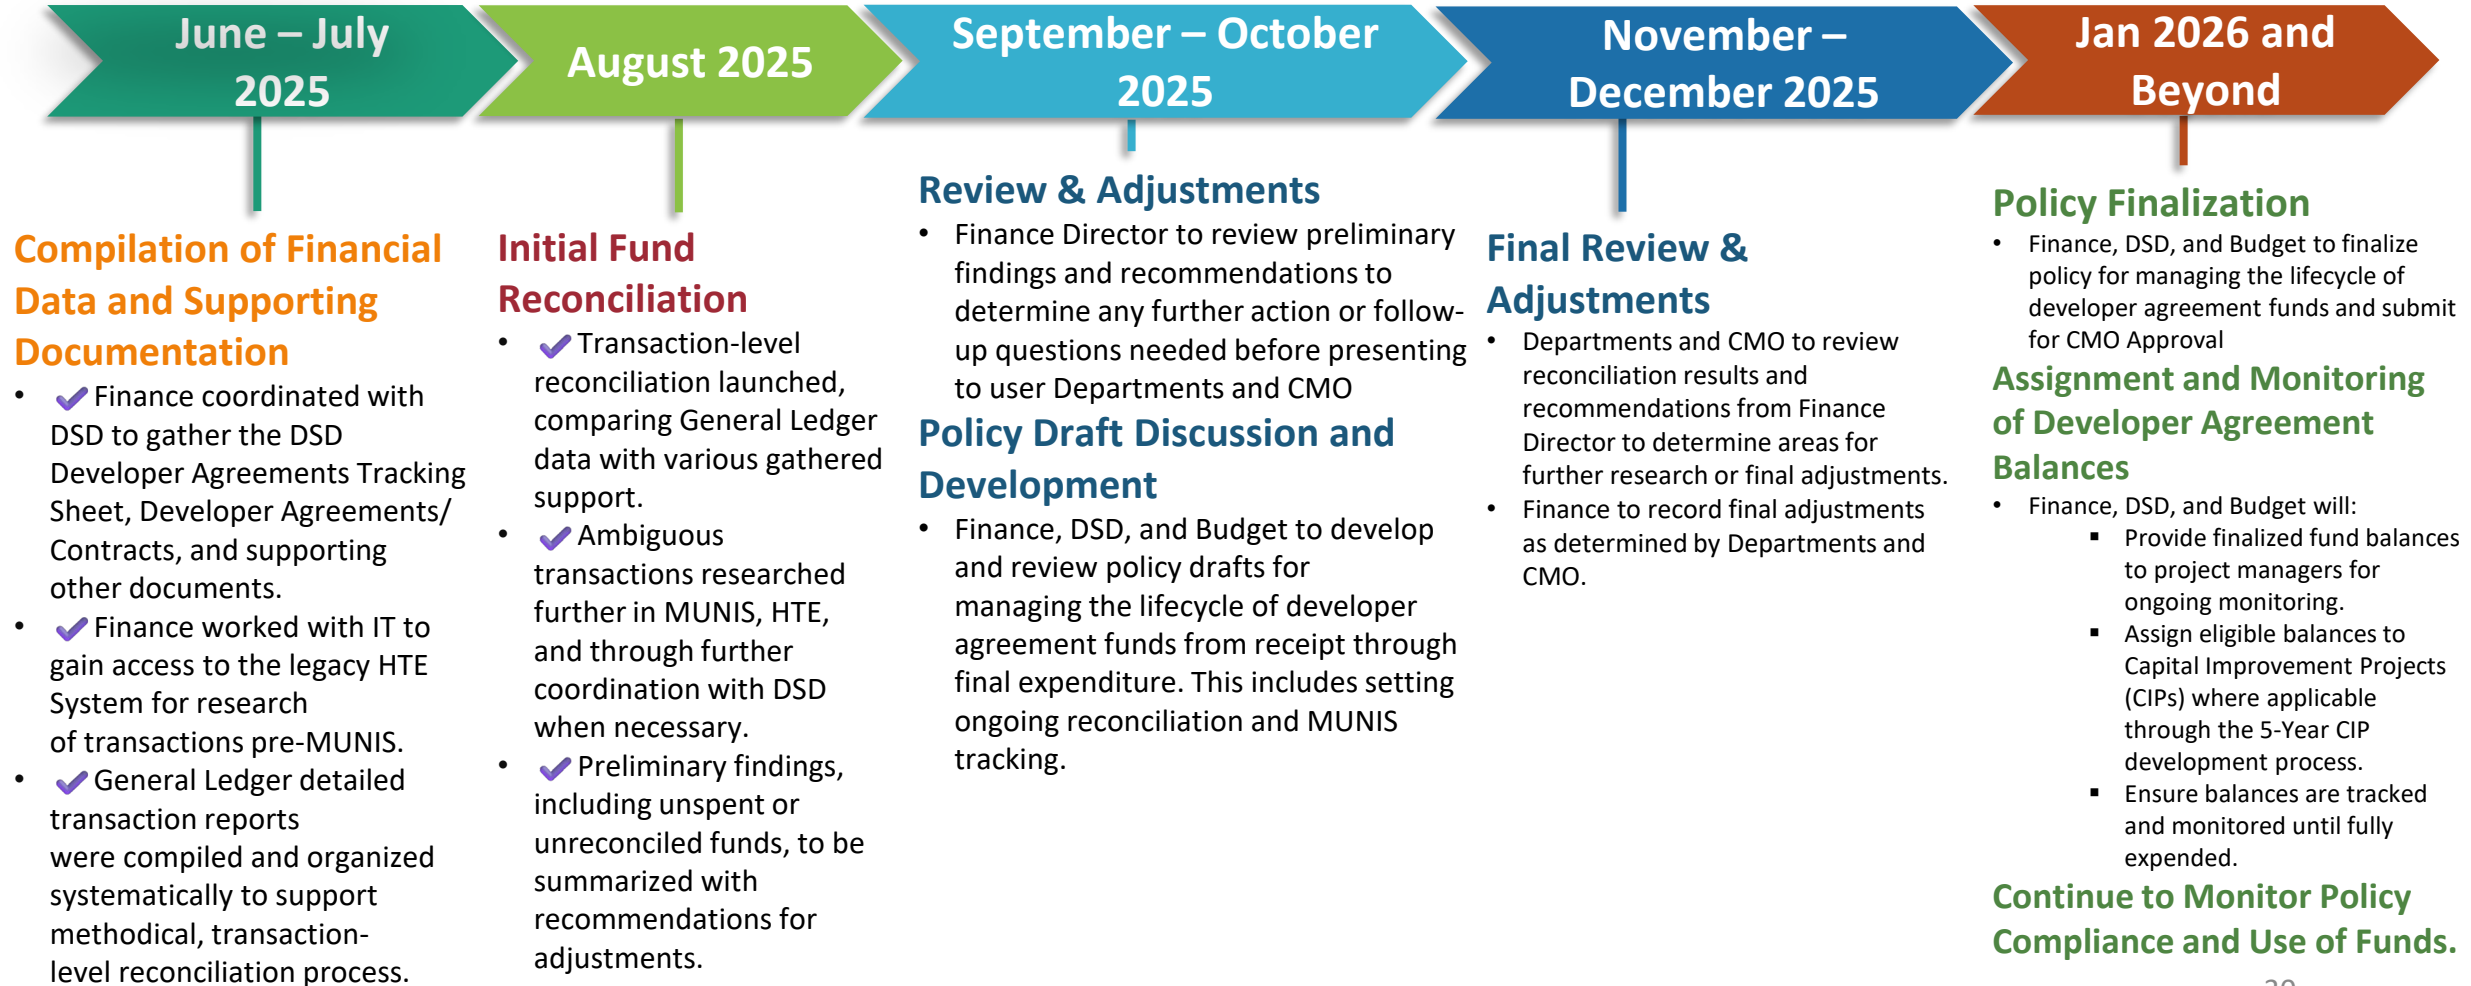 June – July
2025
August 2025
September – October
2025
November –
December 2025
Jan 2026 and
Beyond
Compilation of Financial
Data and Supporting
Documentation
• Finance coordinated with
DSD to gather the DSD
Developer Agreements Tracking
Sheet, Developer Agreements/
Contracts, and supporting
other documents.
• Finance worked with IT to
gain access to the legacy HTE
System for research
of transactions pre-MUNIS.
• General Ledger detailed
transaction reports
were compiled and organized
systematically to support
methodical, transaction-
level reconciliation process.
Initial Fund
Reconciliation
• Transaction-level
reconciliation launched,
comparing General Ledger
data with various gathered
support.
• Ambiguous
transactions researched
further in MUNIS, HTE,
and through further
coordination with DSD
when necessary.
• Preliminary findings,
including unspent or
unreconciled funds, to be
summarized with
recommendations for
adjustments.
Review & Adjustments
• Finance Director to review preliminary
findings and recommendations to
determine any further action or follow-
up questions needed before presenting
to user Departments and CMO
Policy Draft Discussion and
Development
• Finance, DSD, and Budget to develop
and review policy drafts for
managing the lifecycle of developer
agreement funds from receipt through
final expenditure. This includes setting
ongoing reconciliation and MUNIS
tracking.
Final Review &
Adjustments
• Departments and CMO to review
reconciliation results and
recommendations from Finance
Director to determine areas for
further research or final adjustments.
• Finance to record final adjustments
as determined by Departments and
CMO.
Policy Finalization
• Finance, DSD, and Budget to finalize
policy for managing the lifecycle of
developer agreement funds and submit
for CMO Approval
Assignment and Monitoring
of Developer Agreement
Balances
• Finance, DSD, and Budget will:
▪ Provide finalized fund balances
to project managers for
ongoing monitoring.
▪ Assign eligible balances to
Capital Improvement Projects
(CIPs) where applicable
through the 5-Year CIP
development process.
▪ Ensure balances are tracked
and monitored until fully
expended.
Continue to Monitor Policy
Compliance and Use of Funds.